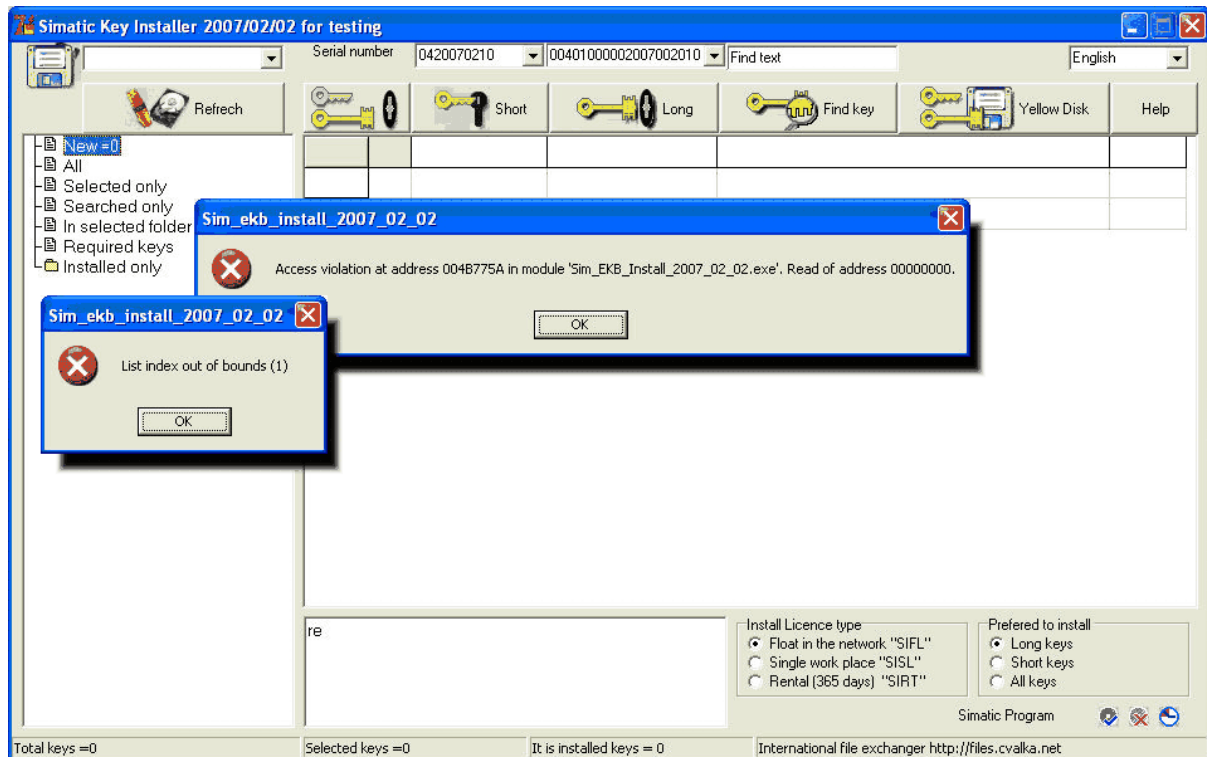 Simatic Key Installer 2007/02/02 for testing
Serial number 0420070210 00401000002007002010 Find text English
Refrech Short Long Find key Yellow Disk Help
New =0
All
Selected only
Searched only
In selected folder
Required keys
Installed only
Sim_ekb_install_2007_02_02
Access violation at address 004B775A in module 'Sim_EKB_Install_2007_02_02.exe'. Read of address 00000000.
OK
Sim_ekb_install_2007_02_02
List index out of bounds (1)
OK
re
Install Licence type
Float in the network "SIFL"
Single work place "SISL"
Rental (365 days) "SIRT"
Prefered to install
Long keys
Short keys
All keys
Simatic Program
Total keys =0 Selected keys =0 It is installed keys = 0 International file exchanger http://files.cvalka.net